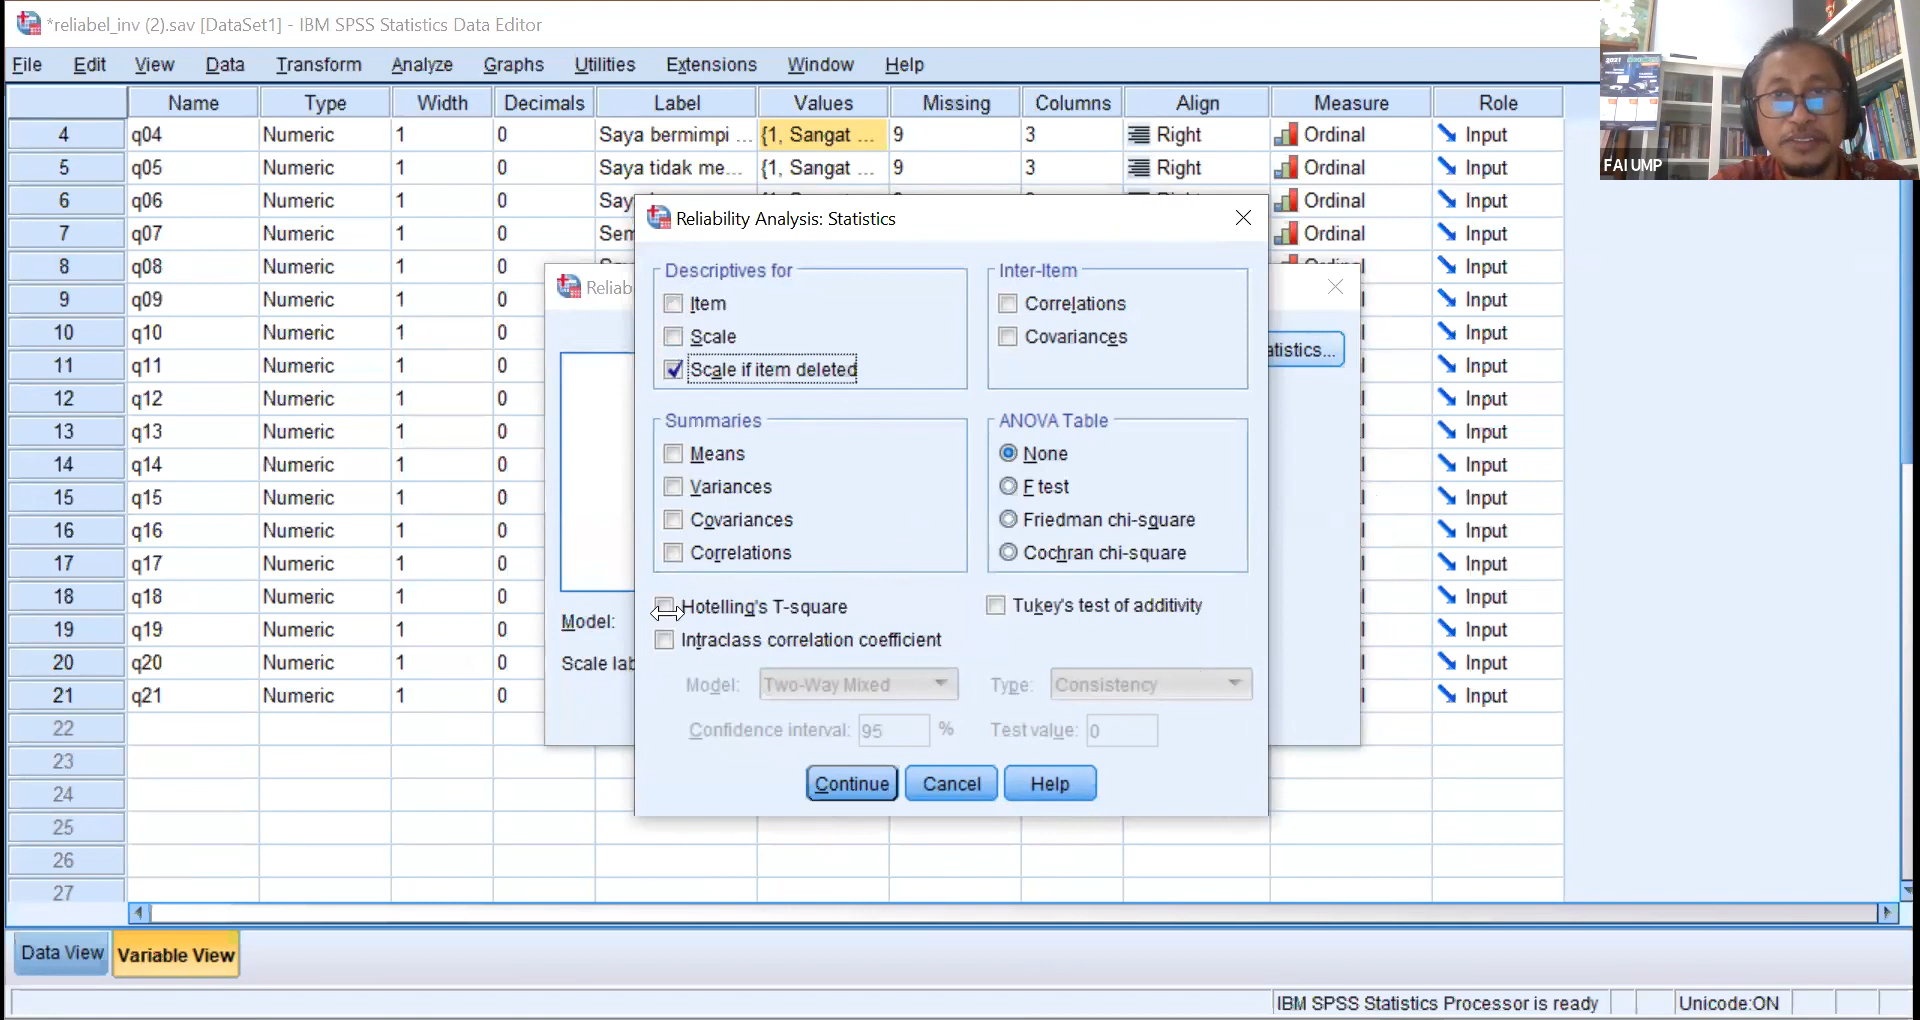 *reliabel_inv (2).sav [DataSet1] - IBM SPSS Statistics Data Editor
File Edit View Data Transform Analyze Graphs Utilities Extensions Window Help
Name Type Width Decimals Label Values Missing Columns Align Measure Role
4 q04 Numeric 1 0 Saya bermimpi ... {1, Sangat ... 9 3 Right Ordinal Input
5 q05 Numeric 1 0 Saya tidak me... {1, Sangat ... 9 3 Right Ordinal Input
6 q06 Numeric 1 0 Ordinal Input
7 q07 Numeric 1 0 Ordinal Input
8 q08 Numeric 1 0 Input
9 q09 Numeric 1 0 Input
10 q10 Numeric 1 0 Input
11 q11 Numeric 1 0 Input
12 q12 Numeric 1 0 Input
13 q13 Numeric 1 0 Input
14 q14 Numeric 1 0 Input
15 q15 Numeric 1 0 Input
16 q16 Numeric 1 0 Input
17 q17 Numeric 1 0 Input
18 q18 Numeric 1 0 Input
19 q19 Numeric 1 0 Input
20 q20 Numeric 1 0 Input
21 q21 Numeric 1 0 Input
22
23
24
25
26
27
Reliab
atistics...
Model:
Scale lab
Reliability Analysis: Statistics
Descriptives for
Item
Scale
Scale if item deleted
Inter-Item
Correlations
Covariances
Summaries
Means
Variances
Covariances
Correlations
ANOVA Table
None
F test
Friedman chi-square
Cochran chi-square
Hotelling's T-square Tukey's test of additivity
Intraclass correlation coefficient
Model: Two-Way Mixed Type: Consistency
Confidence interval: 95 % Test value: 0
Continue Cancel Help
Data View Variable View
IBM SPSS Statistics Processor is ready Unicode:ON
2021
FAI UMP